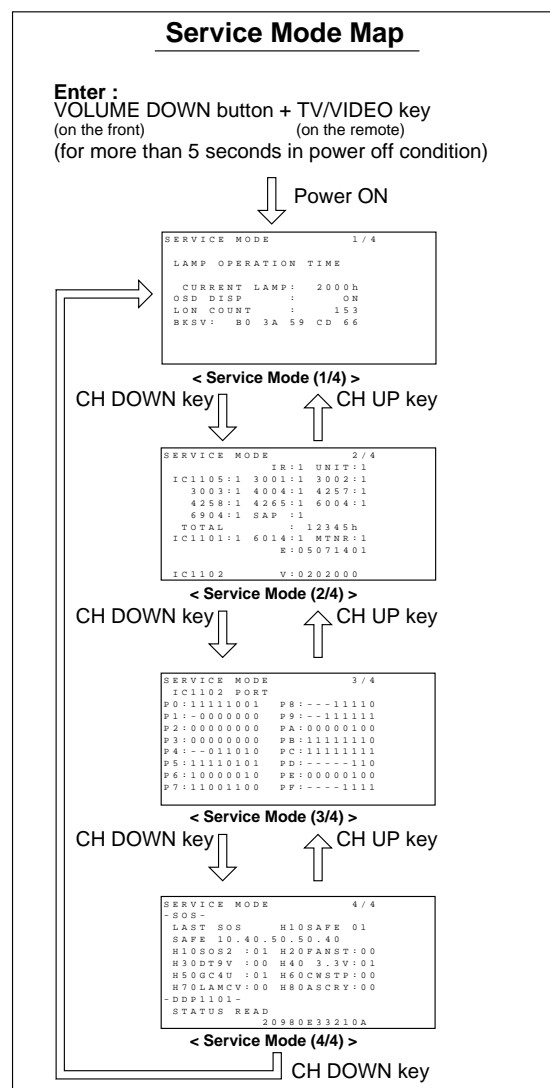 Service Mode Map
Enter :
VOLUME DOWN button + TV/VIDEO key
(on the front) (on the remote)
(for more than 5 seconds in power off condition)
Power ON
SERVICE MODE 1/4
LAMP OPERATION TIME
CURRENT LAMP: 2000h
OSD DISP : ON
LON COUNT : 153
BKSV: B0 3A 59 CD 66
< Service Mode (1/4) >
CH DOWN key CH UP key
SERVICE MODE 2/4
IR:1 UNIT:1
IC1105:1 3001:1 3002:1
3003:1 4004:1 4257:1
4258:1 4265:1 6004:1
6904:1 SAP :1
TOTAL : 12345h
IC1101:1 6014:1 MTNR:1
E:05071401
IC1102 V:0202000
< Service Mode (2/4) >
CH DOWN key CH UP key
SERVICE MODE 3/4
IC1102 PORT
P0:11111001 P8:---11110
P1:-0000000 P9:--111111
P2:00000000 PA:00000100
P3:00000000 PB:11111110
P4:--011010 PC:11111111
P5:11110101 PD:-----110
P6:10000010 PE:00000100
P7:11001100 PF:----1111
< Service Mode (3/4) >
CH DOWN key CH UP key
SERVICE MODE 4/4
-SOS-
LAST SOS H10SAFE 01
SAFE 10.40.50.50.40
H10SOS2 :01 H20FANST:00
H30DT9V :00 H40 3.3V:01
H50GC4U :01 H60CWSTP:00
H70LAMCV:00 H80ASCRY:00
-DDP1101-
STATUS READ
20980E33210A
< Service Mode (4/4) >
CH DOWN key